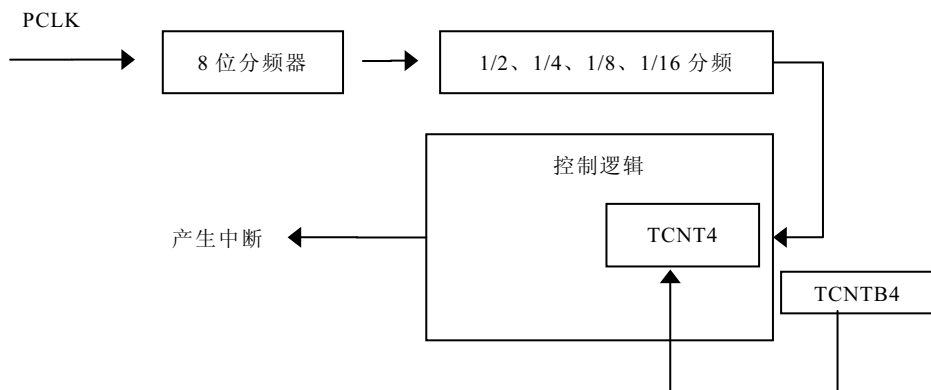 PCLK
8 位分频器
1/2、1/4、1/8、1/16 分频
控制逻辑
产生中断
TCNT4
TCNTB4